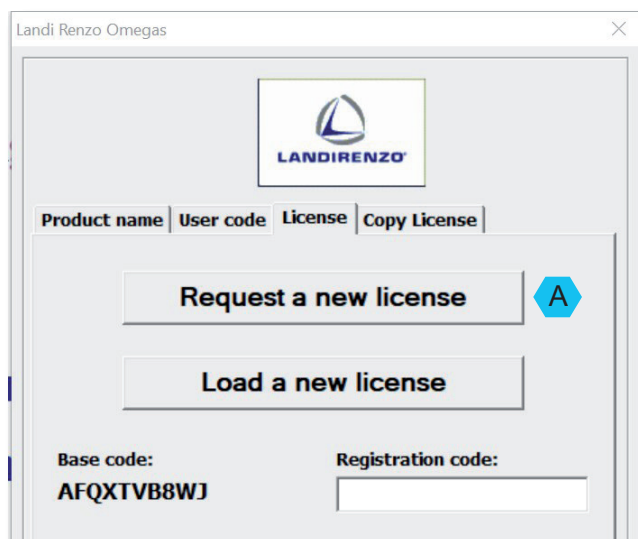 Landi Renzo Omegas
LANDIRENZO®
Product name User code License Copy License
Request a new license A
Load a new license
Base code: Registration code:
AFQXTVB8WJ